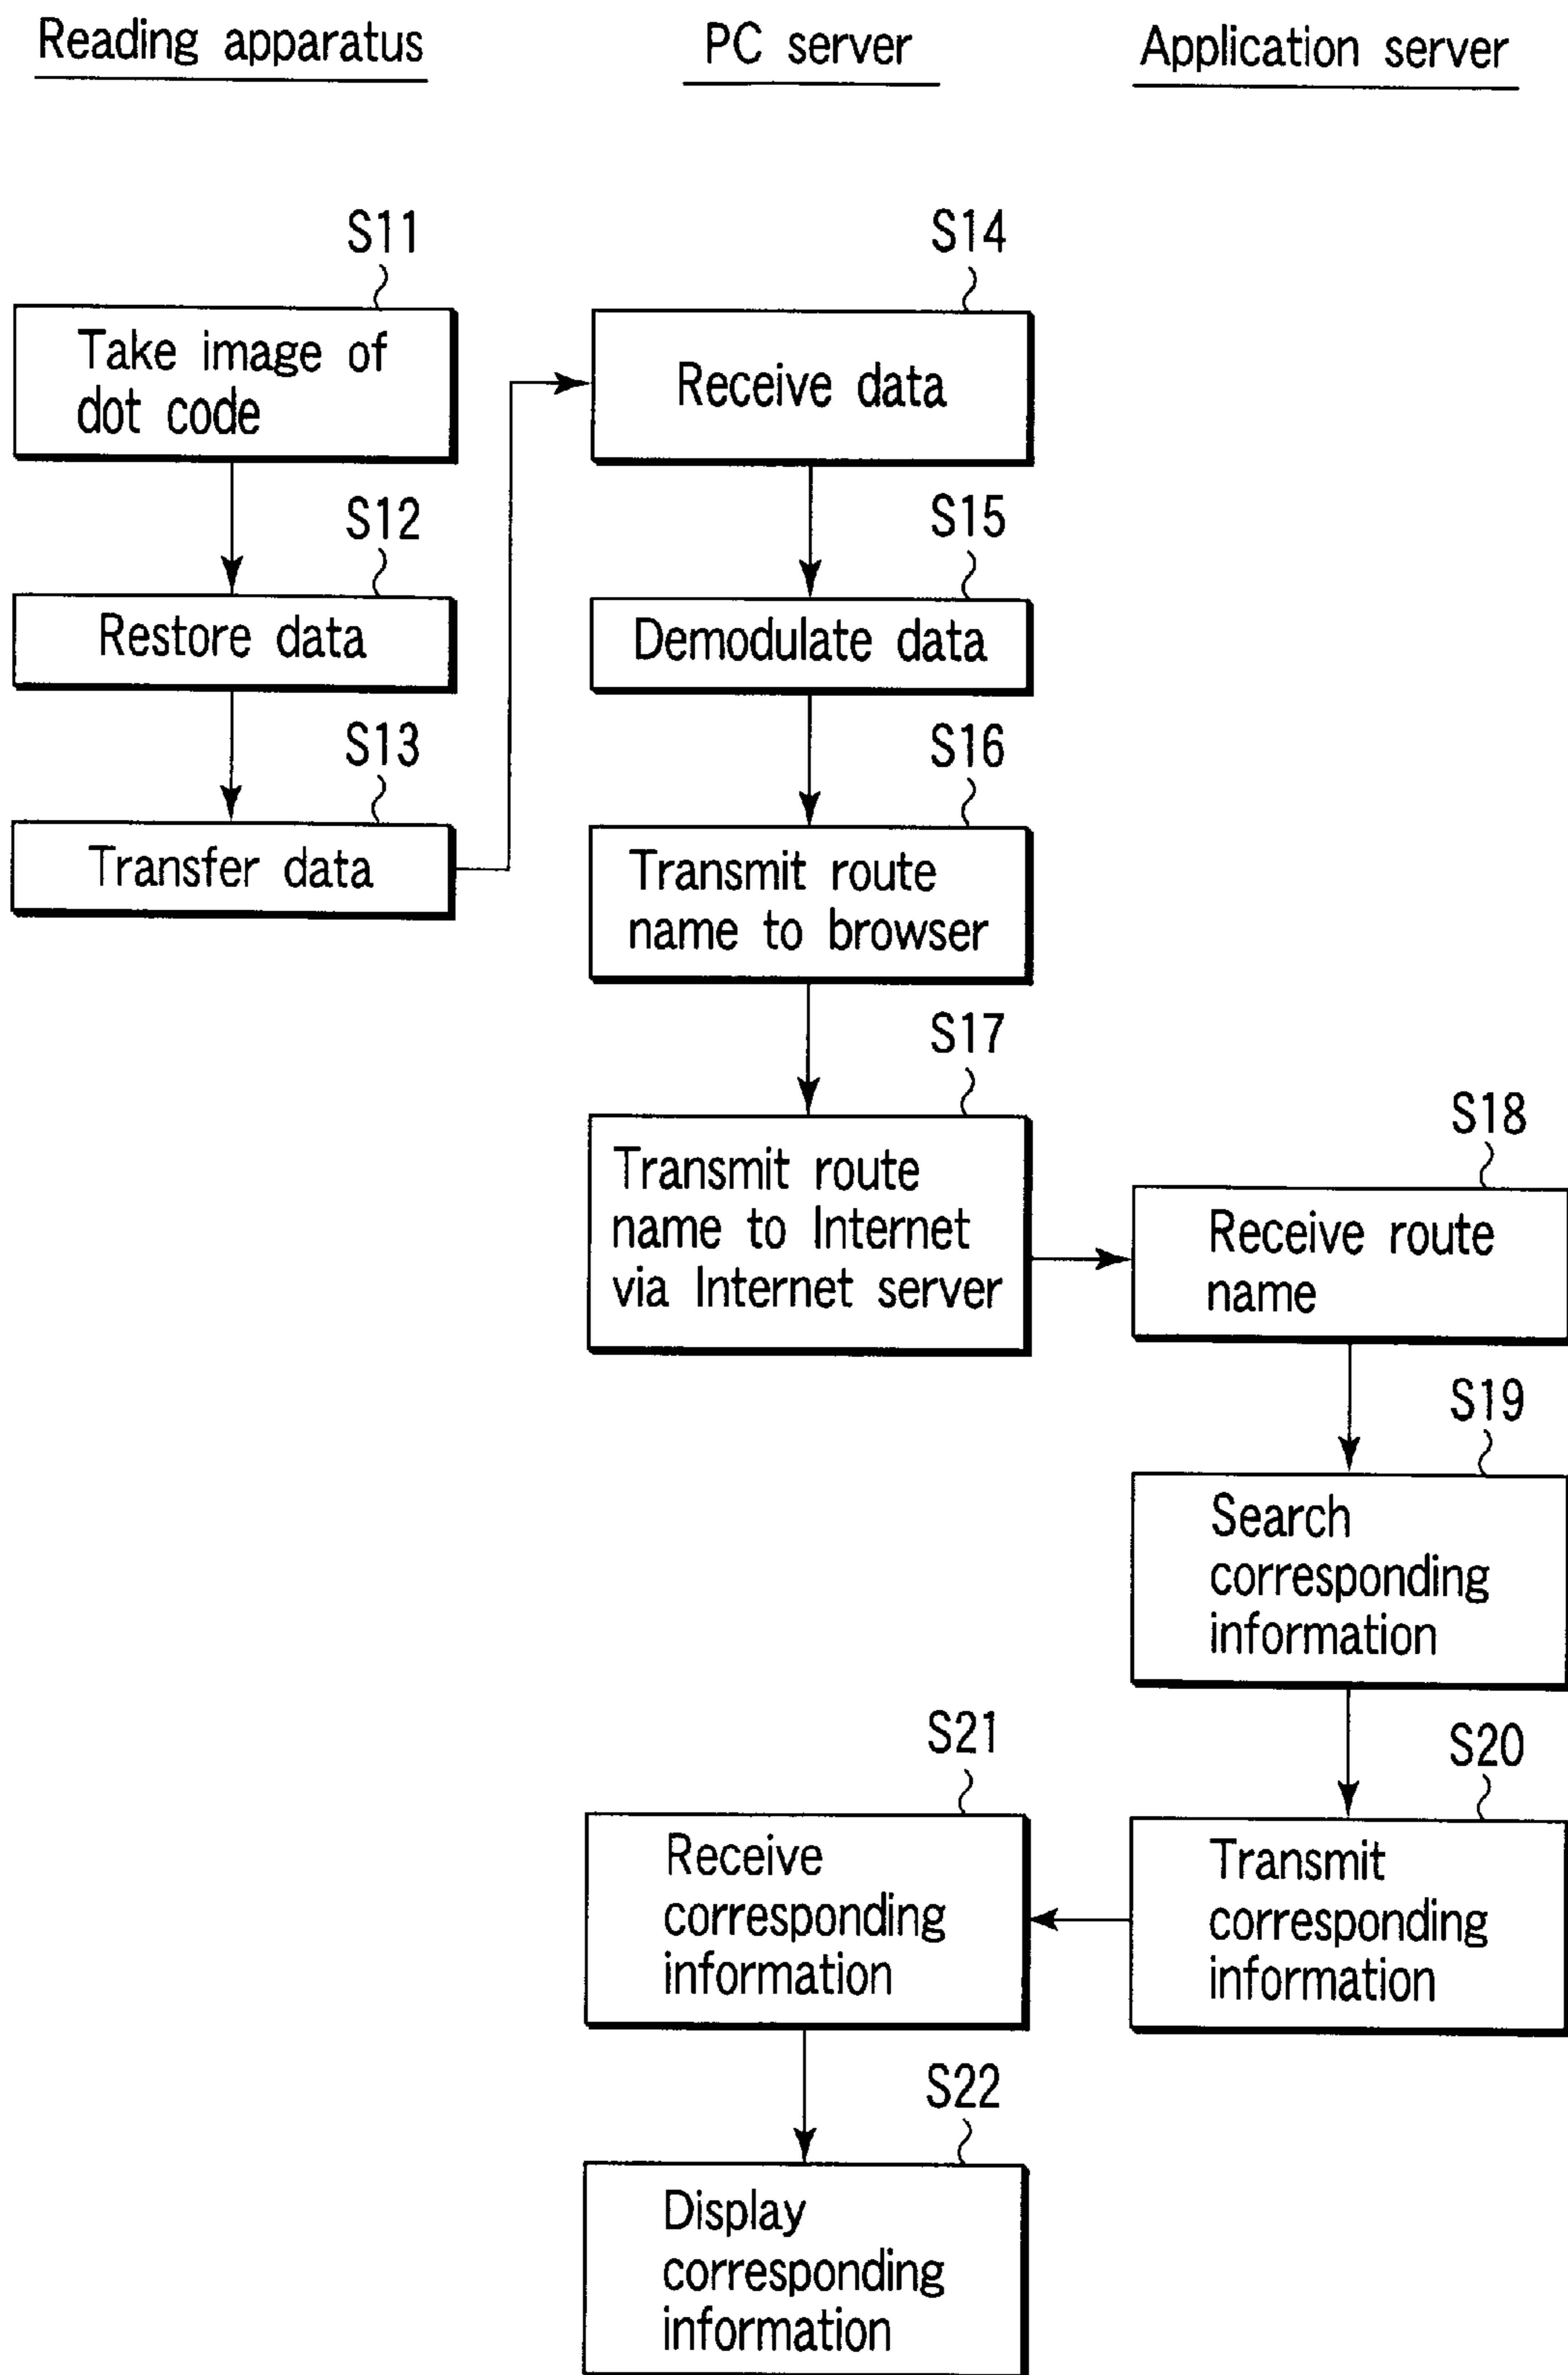 Reading apparatus
PC server
Application server
S11
Take image of
dot code
S12
Restore data
S13
Transfer data
S14
Receive data
S15
Demodulate data
S16
Transmit route
name to browser
S17
Transmit route
name to Internet
via Internet server
S18
Receive route
name
S19
Search
corresponding
information
S20
Transmit
corresponding
information
S21
Receive
corresponding
information
S22
Display
corresponding
information